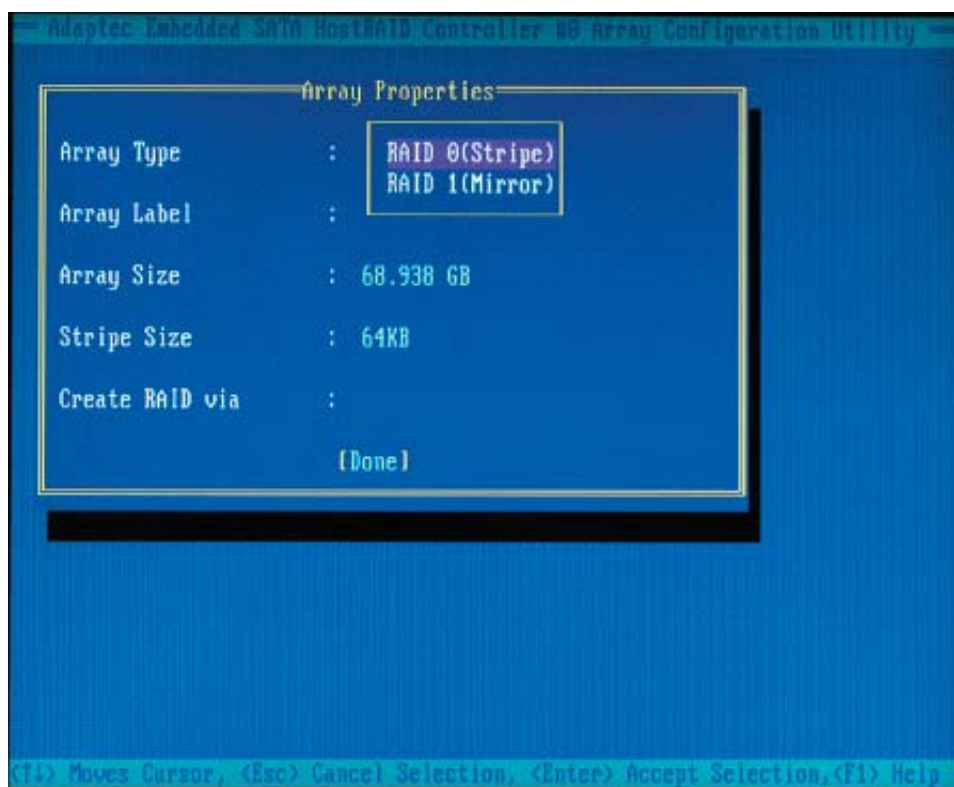 Adaptec Embedded SATA HostRAID Controller #0 Array Configuration Utility
Array Properties
Array Type : RAID 0(Stripe)
RAID 1(Mirror)
Array Label :
Array Size : 68.938 GB
Stripe Size : 64KB
Create RAID via :
[Done]
<↑↓> Moves Cursor, <Esc> Cancel Selection, <Enter> Accept Selection,<F1> Help